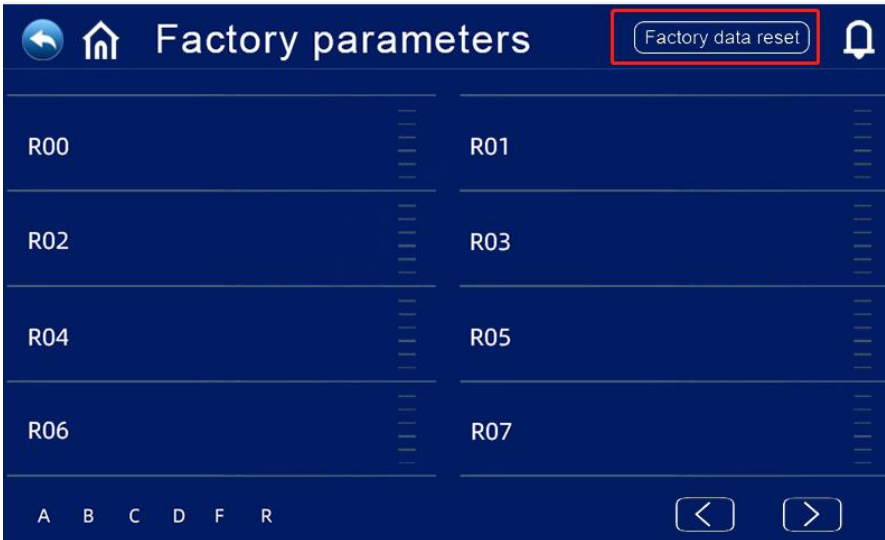 Factory parameters Factory data reset
R00 R01
R02 R03
R04 R05
R06 R07
A B C D F R